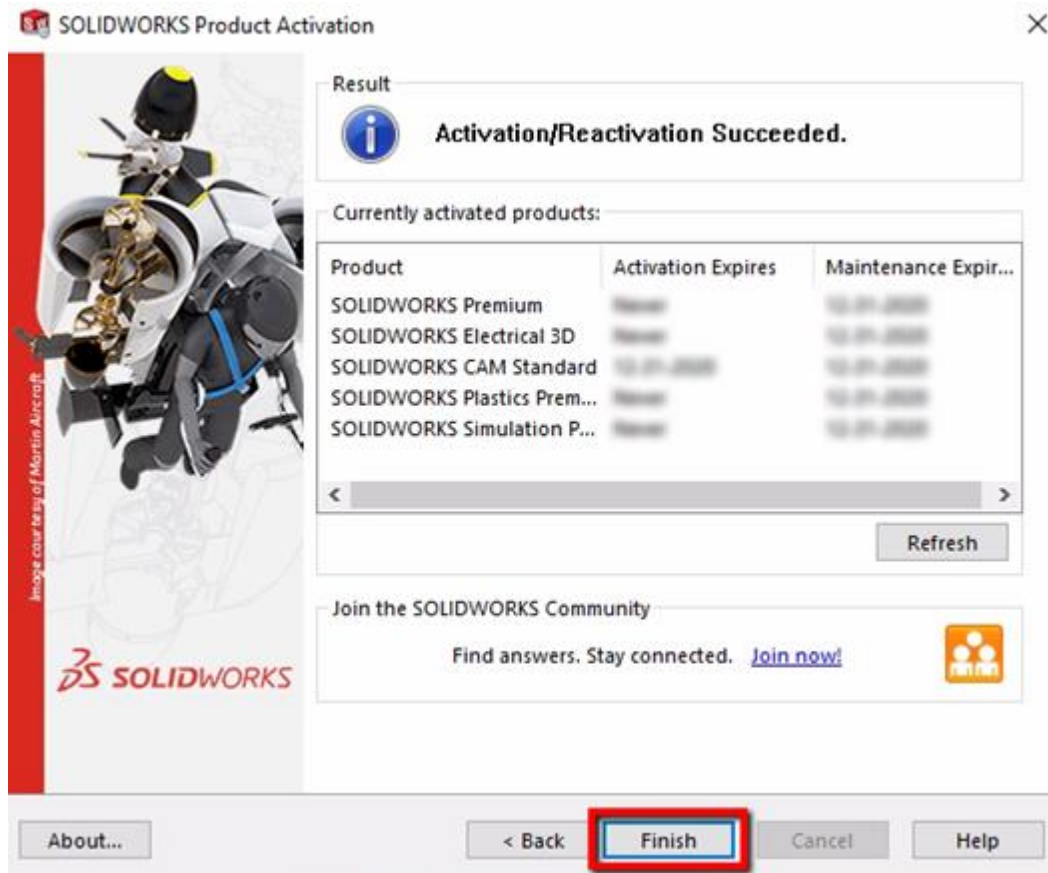 SOLIDWORKS Product Activation
Result
Activation/Reactivation Succeeded.
Currently activated products:
Product Activation Expires Maintenance Expir...
SOLIDWORKS Premium
SOLIDWORKS Electrical 3D
SOLIDWORKS CAM Standard
SOLIDWORKS Plastics Prem...
SOLIDWORKS Simulation P...
Refresh
Image courtesy of Martin Aircraft
Join the SOLIDWORKS Community
Find answers. Stay connected. Join now!
SOLIDWORKS
About... < Back Finish Cancel Help